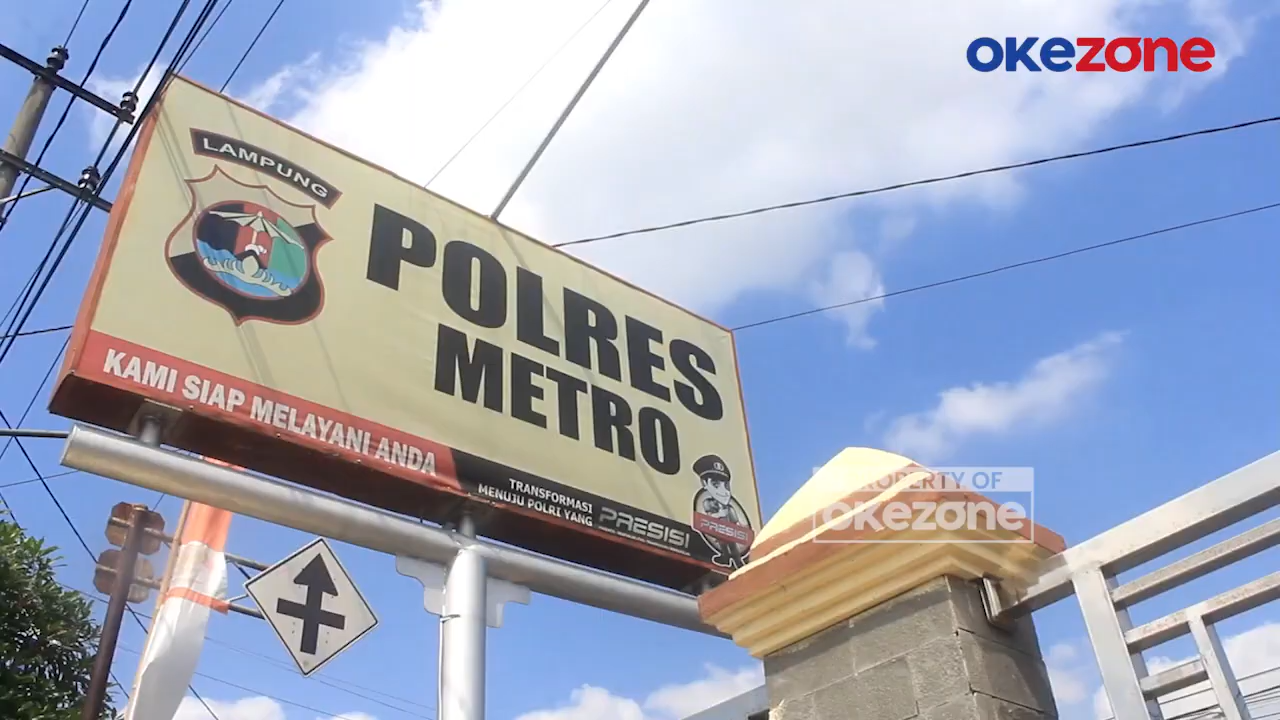 okezone
LAMPUNG
POLRES
METRO
KAMI SIAP MELAYANI ANDA
TRANSFORMASI
MENUJU POLRI YANG PRESISI
PRESISI
PROPERTY OF
okezone